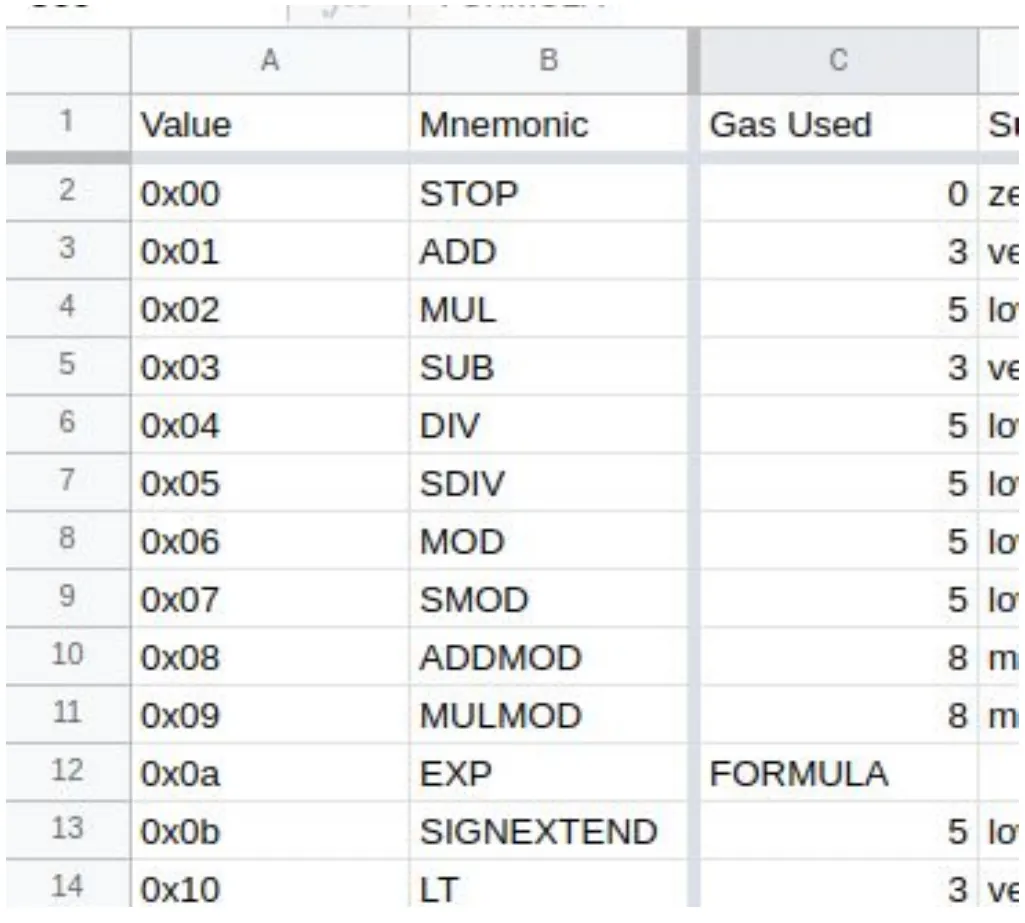 A B C
1 Value Mnemonic Gas Used
2 0x00 STOP 0
3 0x01 ADD 3
4 0x02 MUL 5
5 0x03 SUB 3
6 0x04 DIV 5
7 0x05 SDIV 5
8 0x06 MOD 5
9 0x07 SMOD 5
10 0x08 ADDMOD 8
11 0x09 MULMOD 8
12 0x0a EXP FORMULA
13 0x0b SIGNEXTEND 5
14 0x10 LT 3